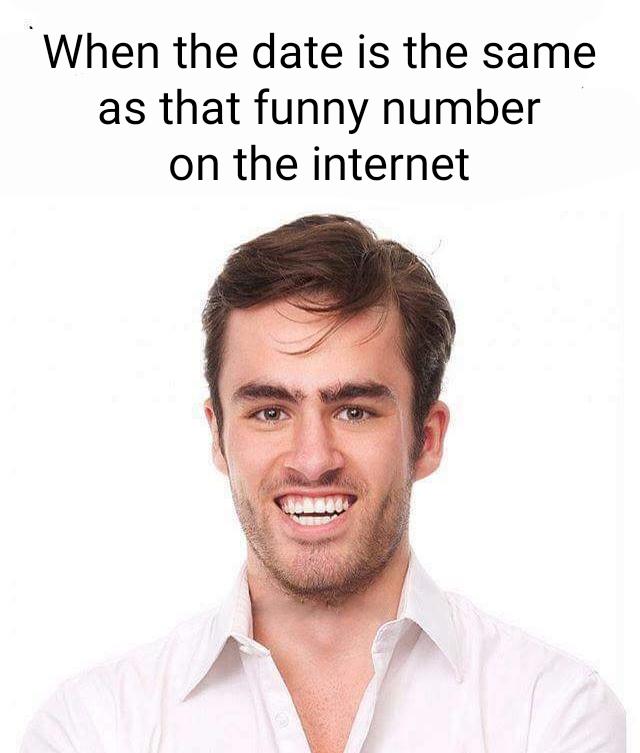 When the date is the same
as that funny number
on the internet